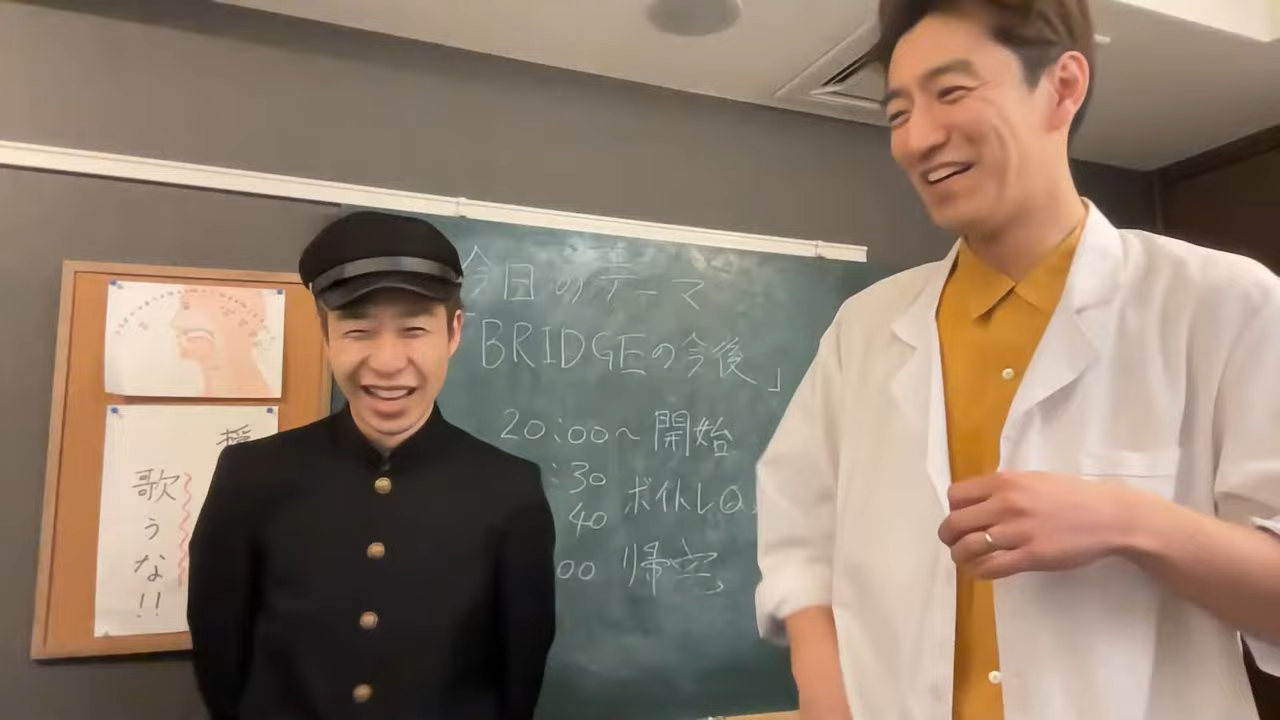 今日のテーマ
「BRIDGEの今後」
20:00～ 開始
:30
40 ボイトレ
:00 帰宅
授
歌うな!!